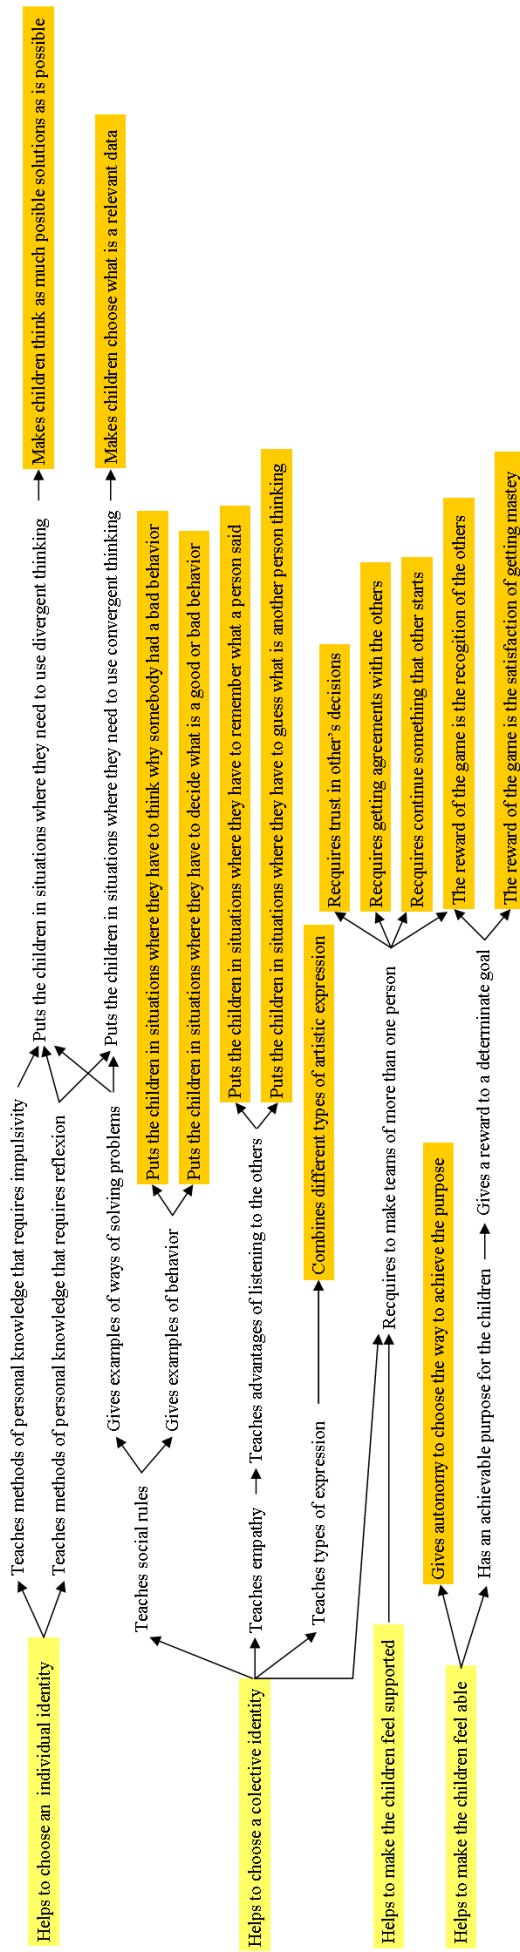 Helps to choose an individual identity
Teaches methods of personal knowledge that requires impulsivity
Teaches methods of personal knowledge that requires reflexion
Puts the children in situations where they need to use divergent thinking
Makes children think as much posible solutions as is possible
Puts the children in situations where they need to use convergent thinking
Makes children choose what is a relevant data
Helps to choose a colective identity
Teaches social rules
Gives examples of ways of solving problems
Gives examples of behavior
Puts the children in situations where they have to think why somebody had a bad behavior
Puts the children in situations where they have to decide what is a good or bad behavior
Teaches empathy
Teaches advantages of listening to the others
Puts the children in situations where they have to remember what a person said
Puts the children in situations where they have to guess what is another person thinking
Teaches types of expression
Combines different types of artistic expression
Helps to make the children feel supported
Recquires to make teams of more than one person
Recquires trust in other's decisions
Requieres getting agreements with the others
Recquires continue something that other starts
The reward of the game is the recogition of the others
Helps to make the children feel able
Gives autonomy to choose the way to achieve the purpose
Has an achievable purpose for the children
Gives a reward to a determinate goal
The reward of the game is the satisfaction of getting mastey